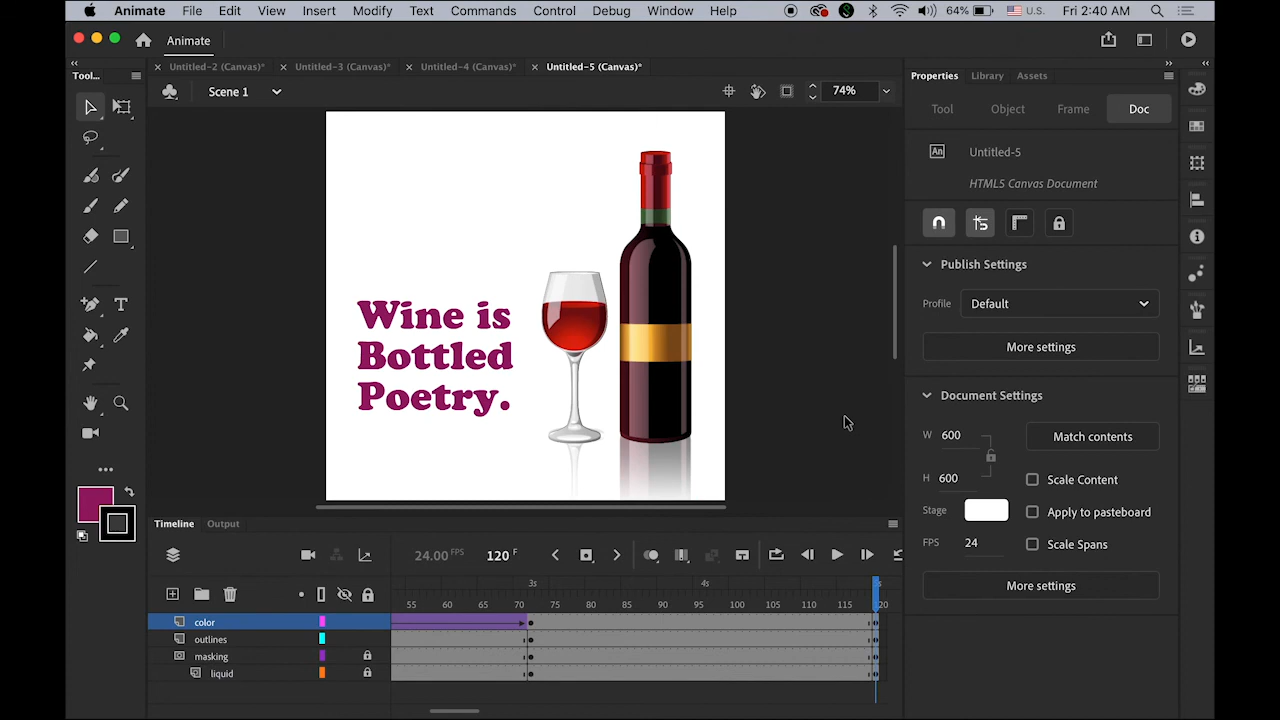 Animate File Edit View Insert Modify Text Commands Control Debug Window Help 64% U.S. Fri 2:40 AM
Animate
Untitled-2 (Canvas)* Untitled-3 (Canvas)* Untitled-4 (Canvas)* Untitled-5 (Canvas)*
Tool...
Scene 1
74%
Properties Library Assets
Tool Object Frame Doc
An Untitled-5
HTML5 Canvas Document
Publish Settings
Profile Default
More settings
Document Settings
W 600 Match contents
H 600 Scale Content
Stage Apply to pasteboard
FPS 24 Scale Spans
More settings
Wine is
Bottled
Poetry.
Timeline Output
24.00 FPS 120 F
3s 4s
55 60 65 70 75 80 85 90 95 100 105 110 115 120
color
outlines
masking
liquid